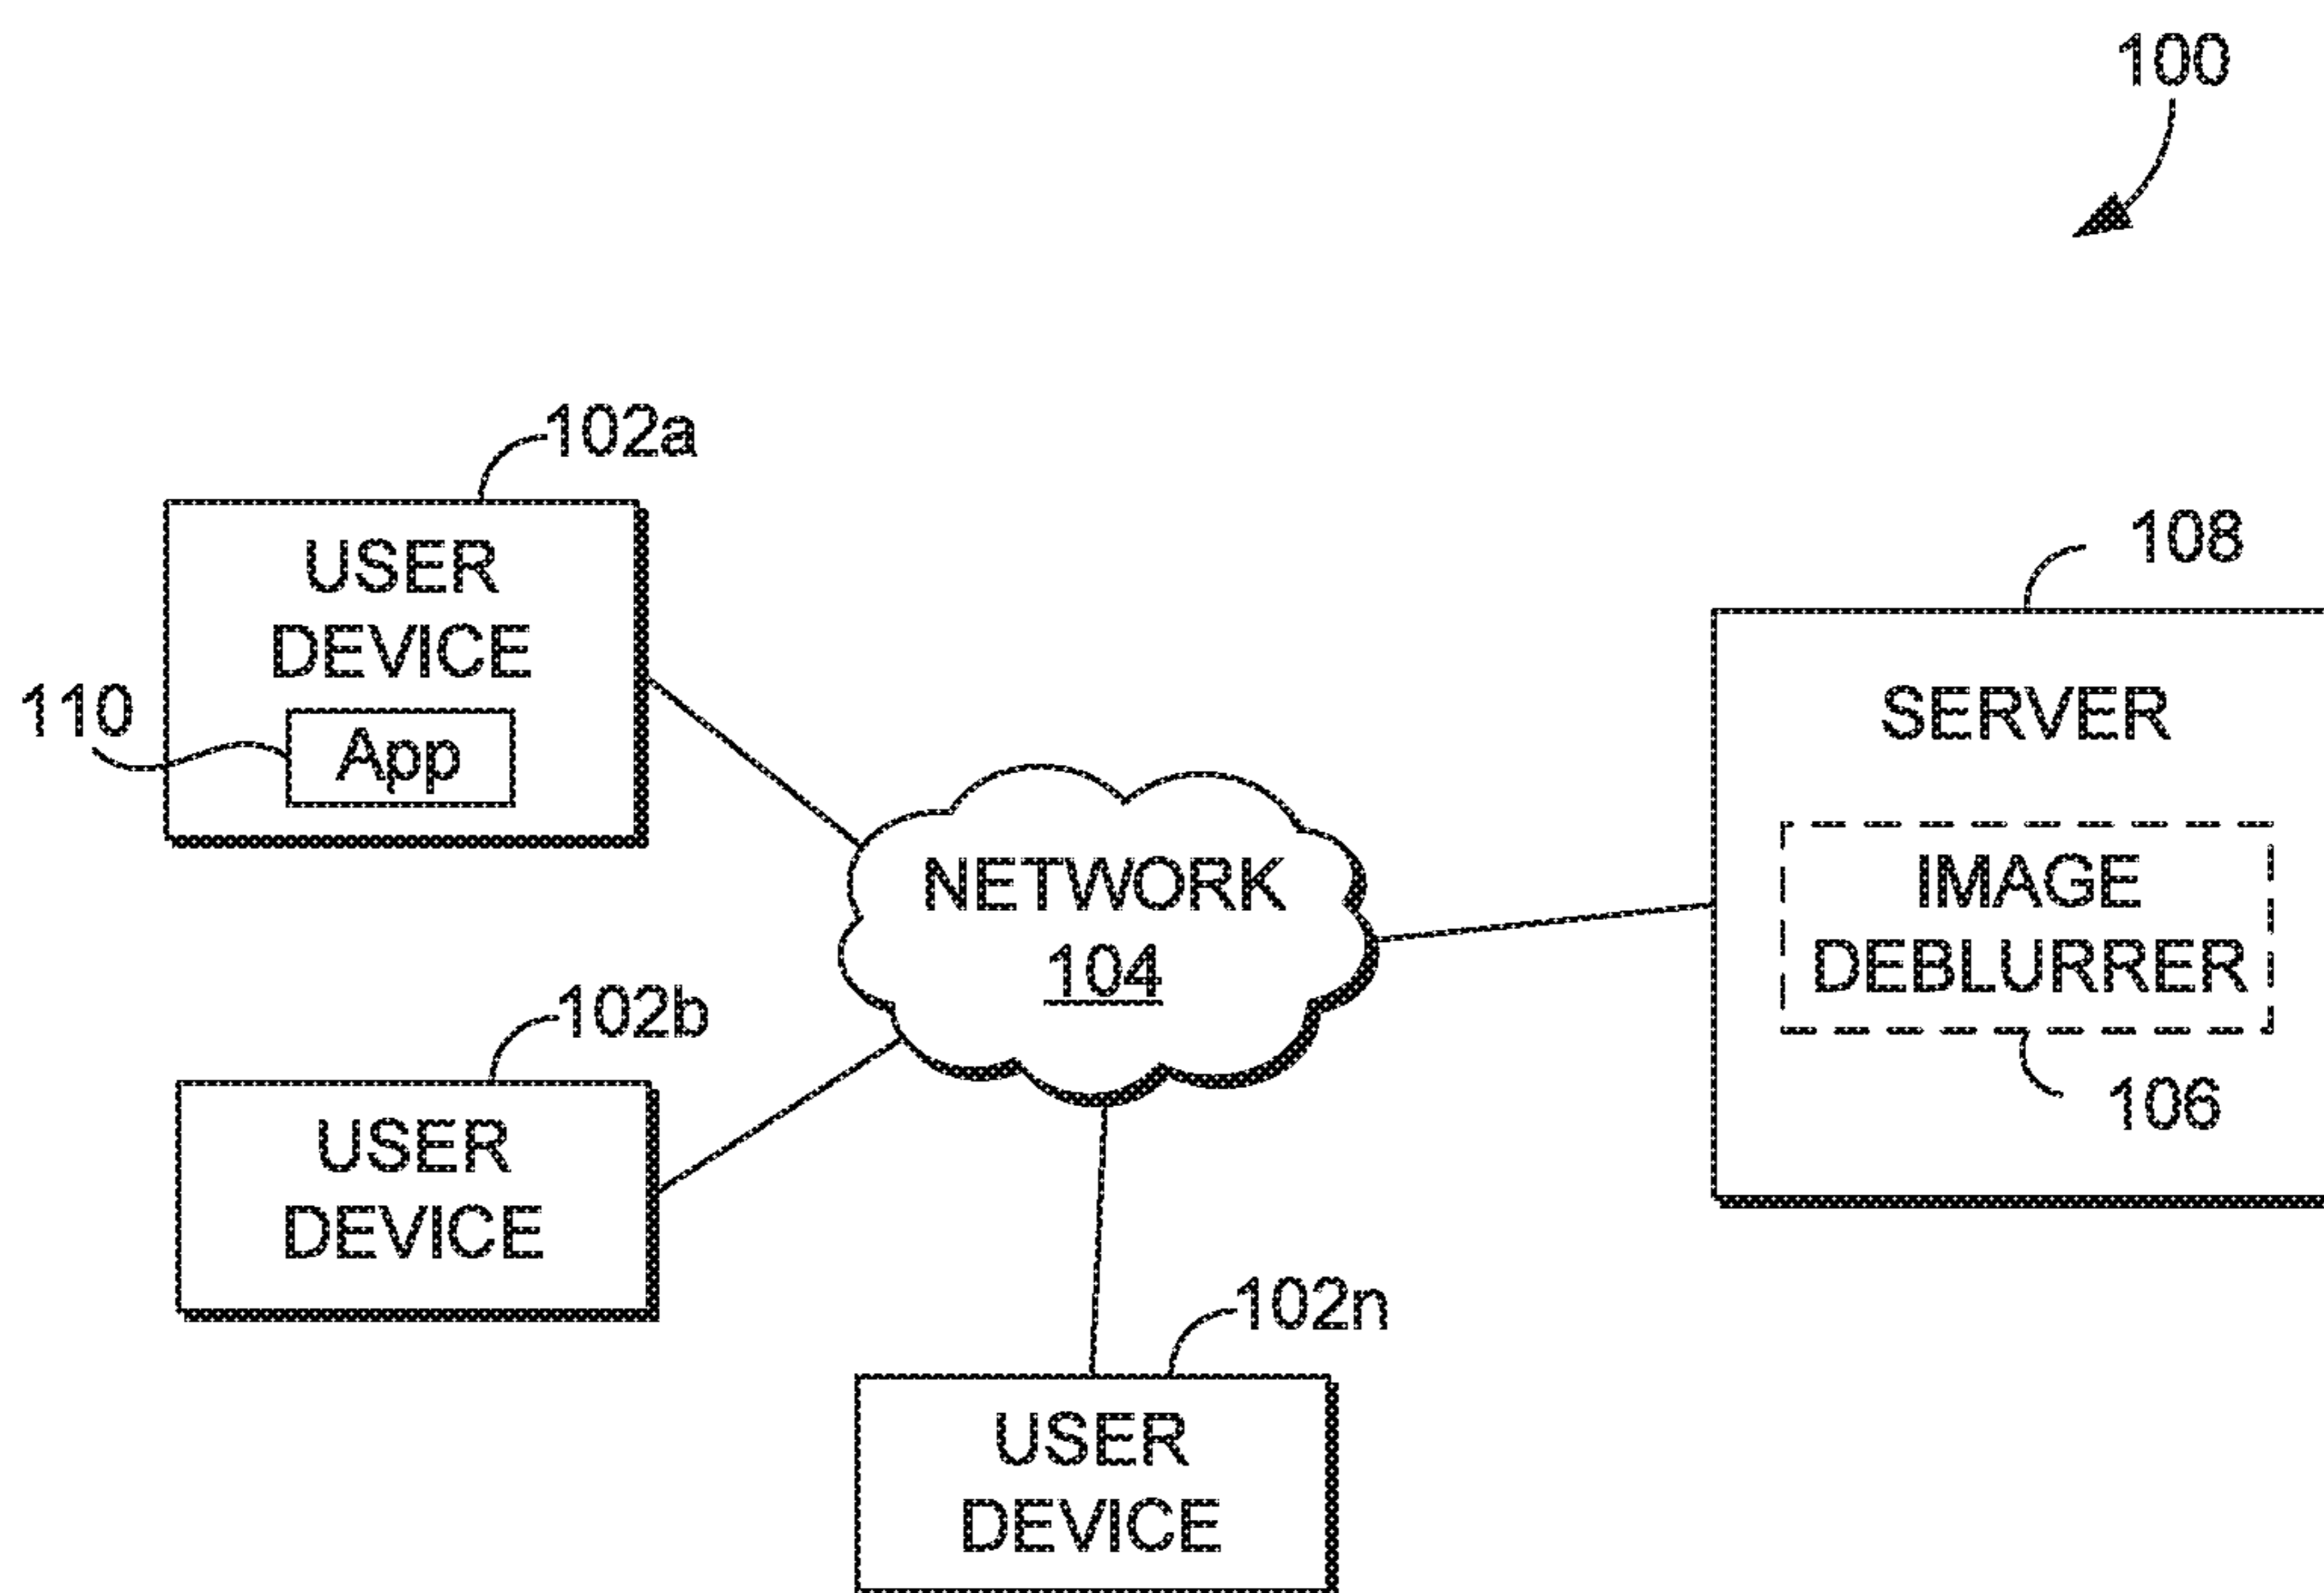 100
102a
USER
DEVICE
110
App
108
SERVER
IMAGE
DEBLURRER
106
NETWORK
104
102b
USER
DEVICE
102n
USER
DEVICE